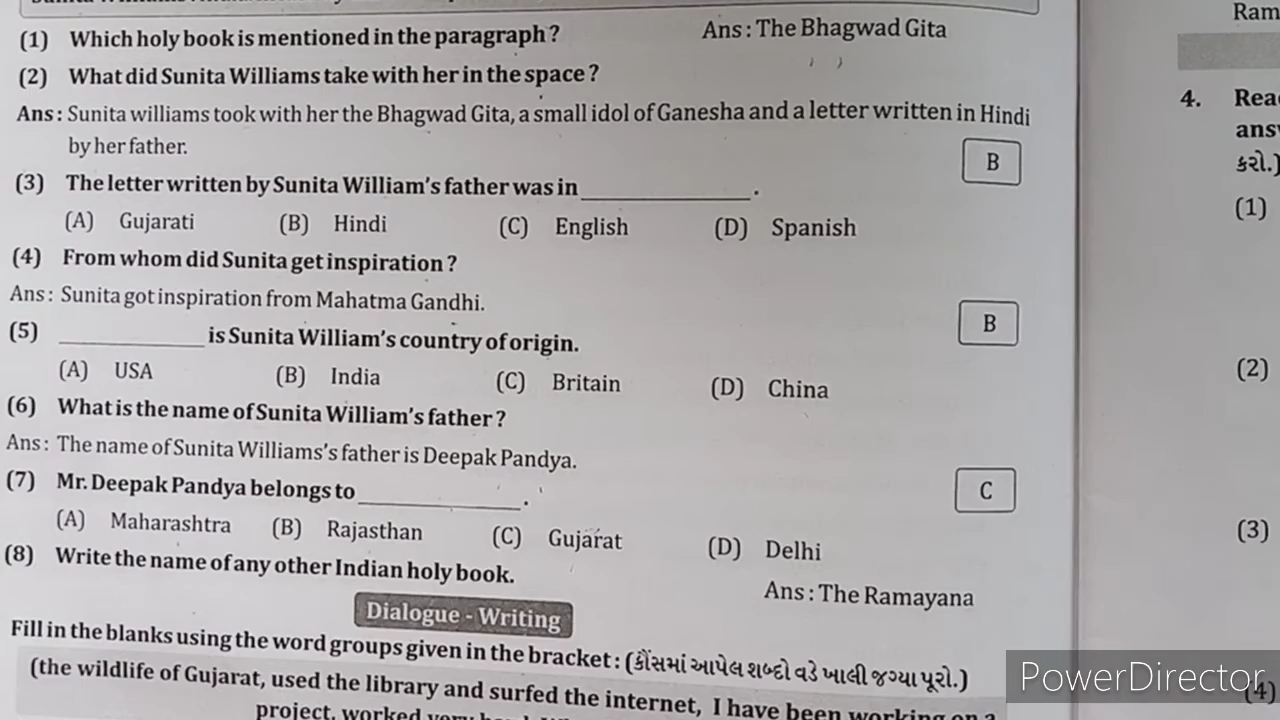 (1) Which holy book is mentioned in the paragraph? Ans : The Bhagwad Gita
(2) What did Sunita Williams take with her in the space?
Ans : Sunita williams took with her the Bhagwad Gita, a small idol of Ganesha and a letter written in Hindi
by her father.
B
(3) The letter written by Sunita William's father was in ____________ .
(A) Gujarati (B) Hindi (C) English (D) Spanish
(4) From whom did Sunita get inspiration?
Ans : Sunita got inspiration from Mahatma Gandhi.
B
(5) ____________ is Sunita William's country of origin.
(A) USA (B) India (C) Britain (D) China
(6) What is the name of Sunita William's father?
Ans : The name of Sunita Williams's father is Deepak Pandya.
C
(7) Mr. Deepak Pandya belongs to ____________ .
(A) Maharashtra (B) Rajasthan (C) Gujarat (D) Delhi
(8) Write the name of any other Indian holy book.
Ans : The Ramayana
Dialogue - Writing
Fill in the blanks using the word groups given in the bracket : (કૌંસમાં આપેલ શબ્દો વડે ખાલી જગ્યા પૂરો.)
(the wildlife of Gujarat, used the library and surfed the internet, I have been working on a
project, worked very
Ram
4. Rea
ans
કરો.)
(1)
(2)
(3)
(4)
PowerDirector